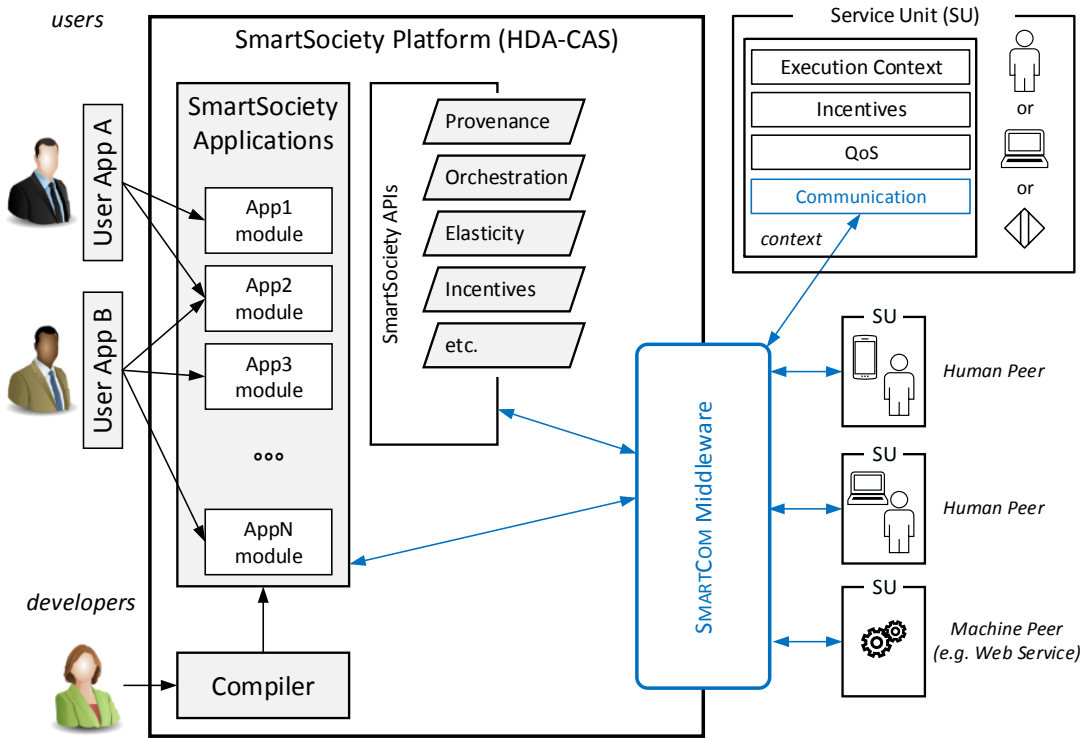 users
SmartSociety Platform (HDA-CAS)
User App A
User App B
SmartSociety
Applications
App1
module
App2
module
App3
module
AppN
module
SmartSociety APIs
Provenance
Orchestration
Elasticity
Incentives
etc.
developers
Compiler
SMARTCOM Middleware
Service Unit (SU)
Execution Context
Incentives
QoS
Communication
context
or
or
SU
Human Peer
SU
Human Peer
SU
Machine Peer
(e.g. Web Service)